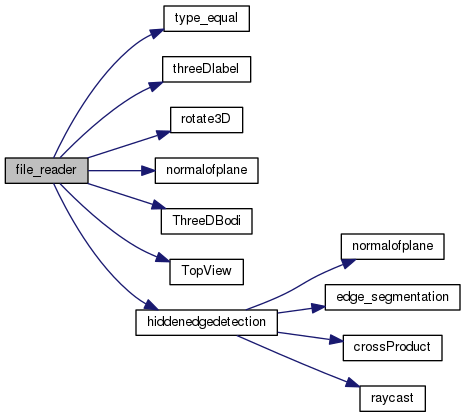 type_equal
threeDlabel
rotate3D
file_reader
normalofplane
ThreeDBodi
TopView
hiddenedgedetection
normalofplane
edge_segmentation
crossProduct
raycast